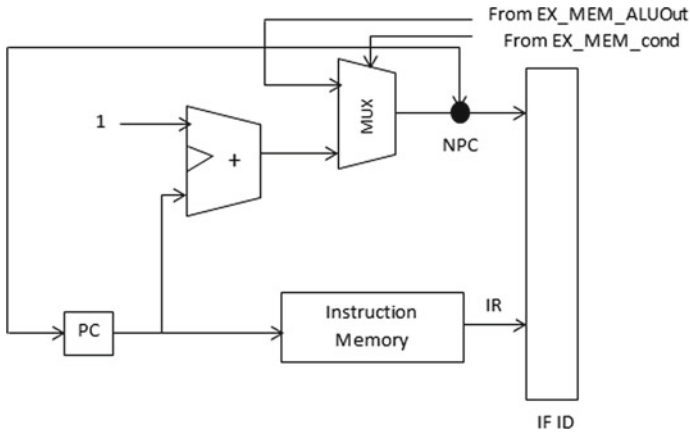 From EX_MEM_ALUOut
From EX_MEM_cond
1
+
MUX
NPC
PC
Instruction
Memory
IR
IF ID